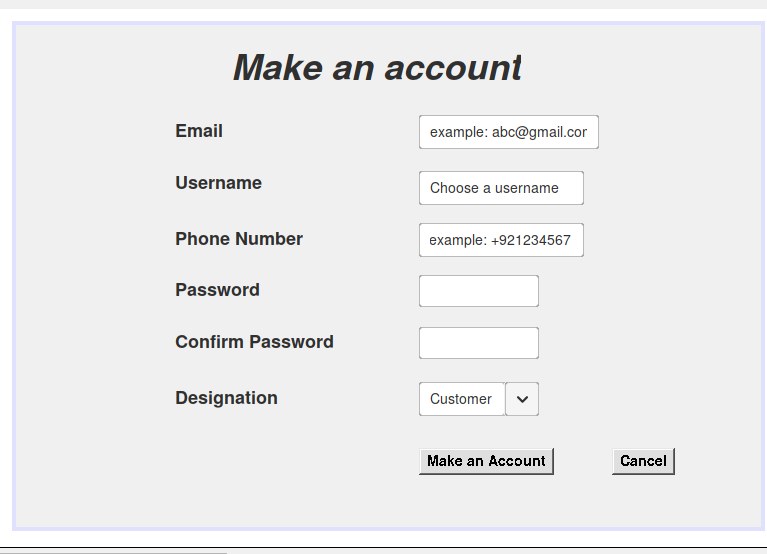 Make an account
Email
example: abc@gmail.cor
Username
Choose a username
Phone Number
example: +921234567
Password
Confirm Password
Designation
Customer
Make an Account
Cancel